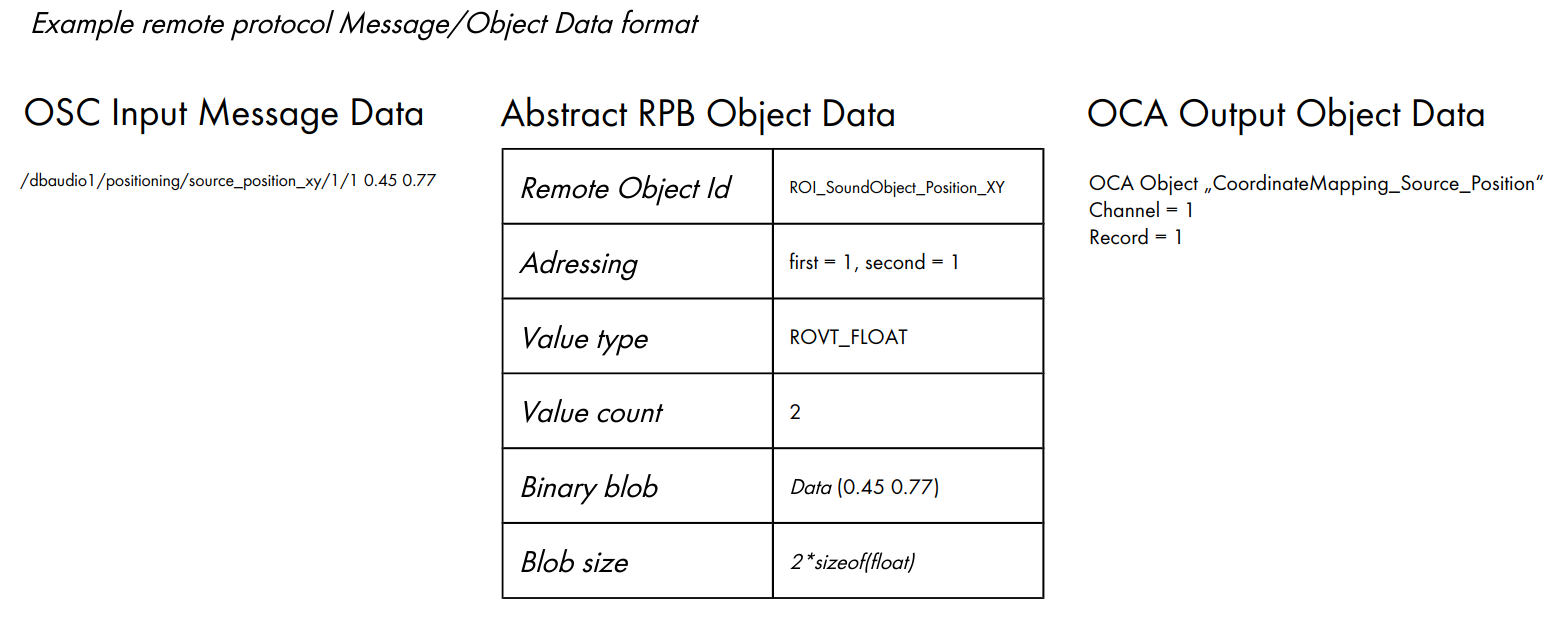 Example remote protocol Message/Object Data format
OSC Input Message Data
/dbaudio1/positioning/source_position_xy/1/1 0.45 0.77
Abstract RPB Object Data
Remote Object Id ROI_SoundObject_Position_XY
Adressing first = 1, second = 1
Value type ROVT_FLOAT
Value count 2
Binary blob Data (0.45 0.77)
Blob size 2*sizeof(float)
OCA Output Object Data
OCA Object „CoordinateMapping_Source_Position“
Channel = 1
Record = 1